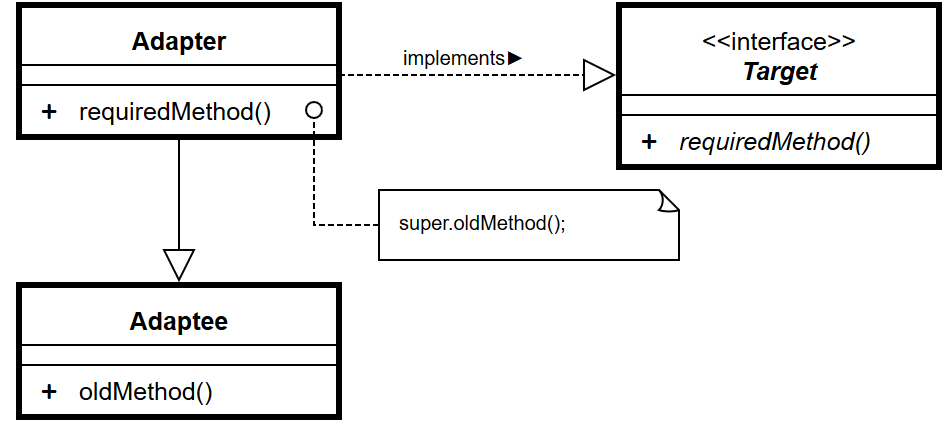 Adapter
+ requiredMethod()
implements▶
<<interface>>
Target
+ requiredMethod()
super.oldMethod();
Adaptee
+ oldMethod()